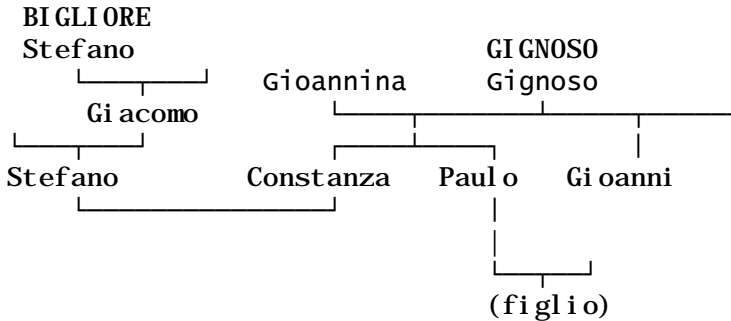 BIGLIORE
Stefano GIGNOSO
Gioannina Gignoso
Giacomo
Stefano Constanza Paulo Gioanni
(figlio)